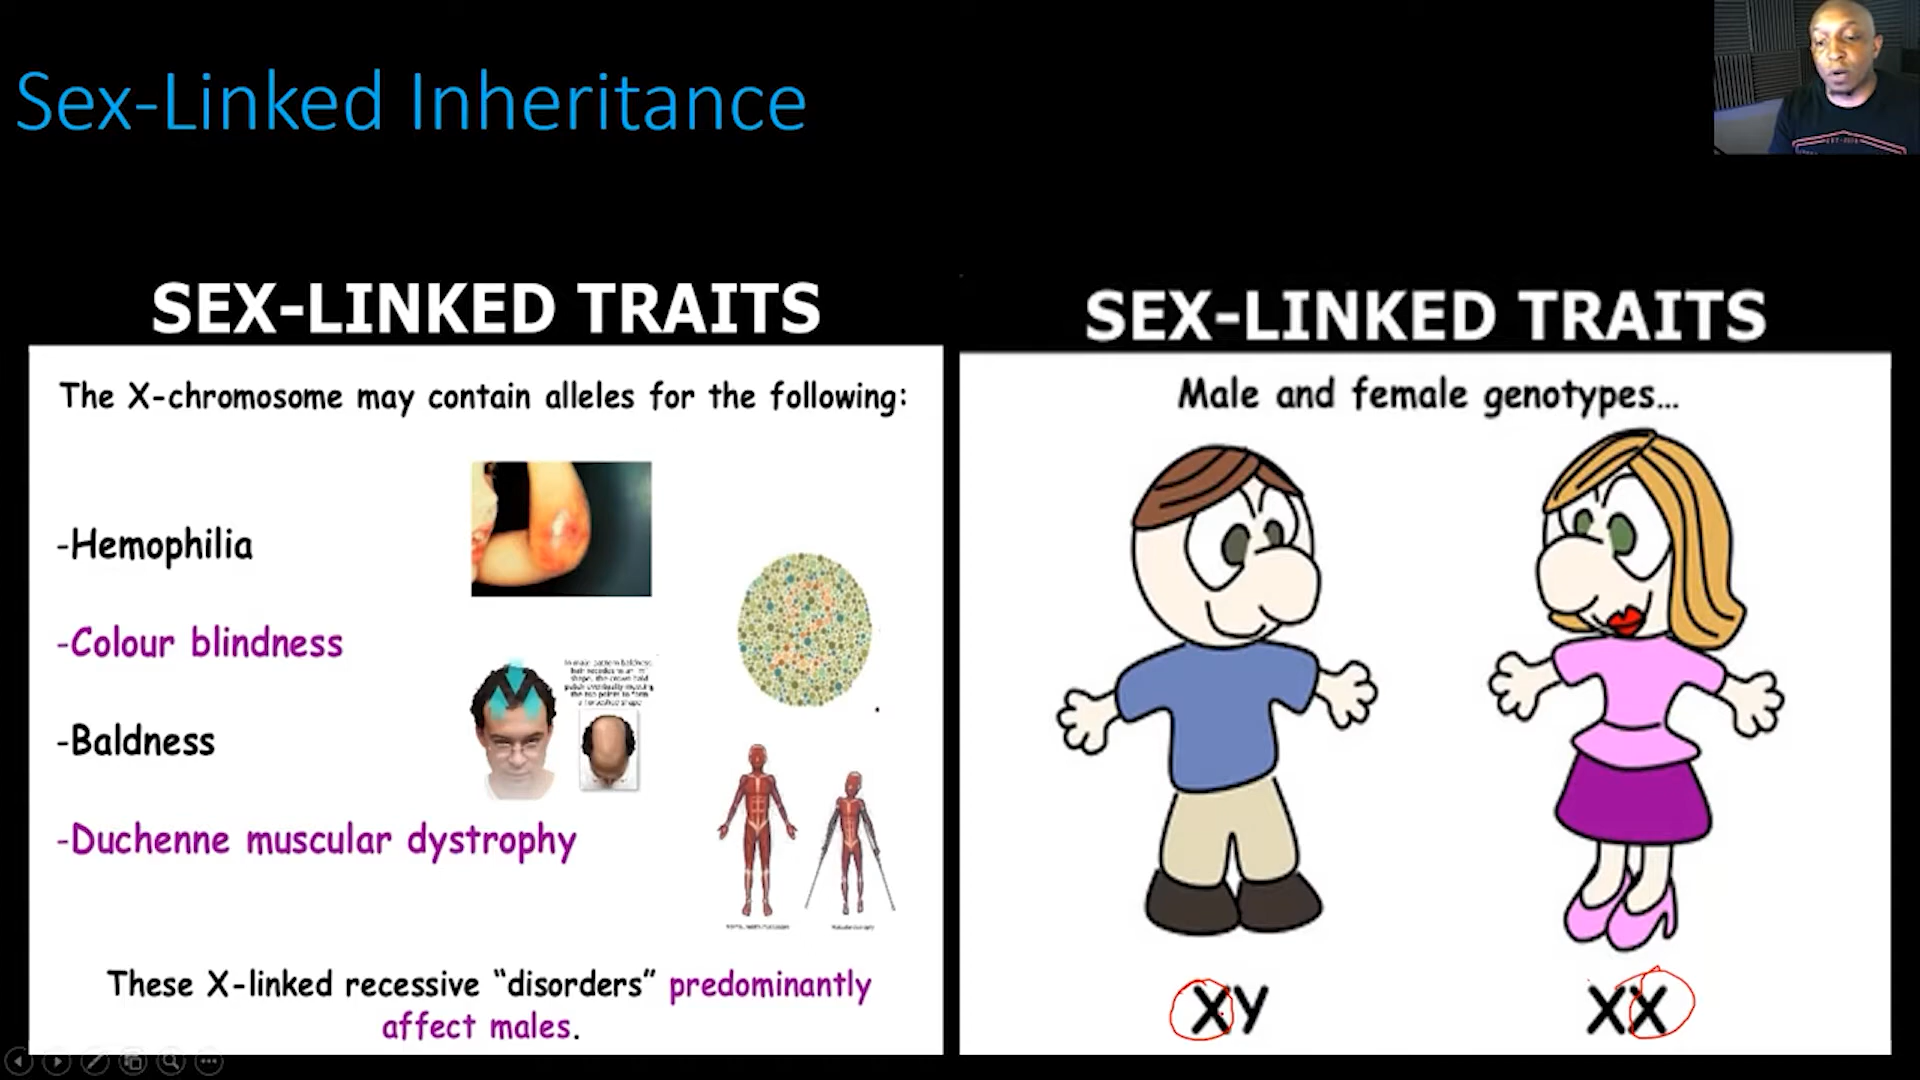 Sex-Linked Inheritance
SEX-LINKED TRAITS
The X-chromosome may contain alleles for the following:
-Hemophilia
-Colour blindness
-Baldness
-Duchenne muscular dystrophy
These X-linked recessive “disorders” predominantly
affect males.
SEX-LINKED TRAITS
Male and female genotypes...
XY
XX